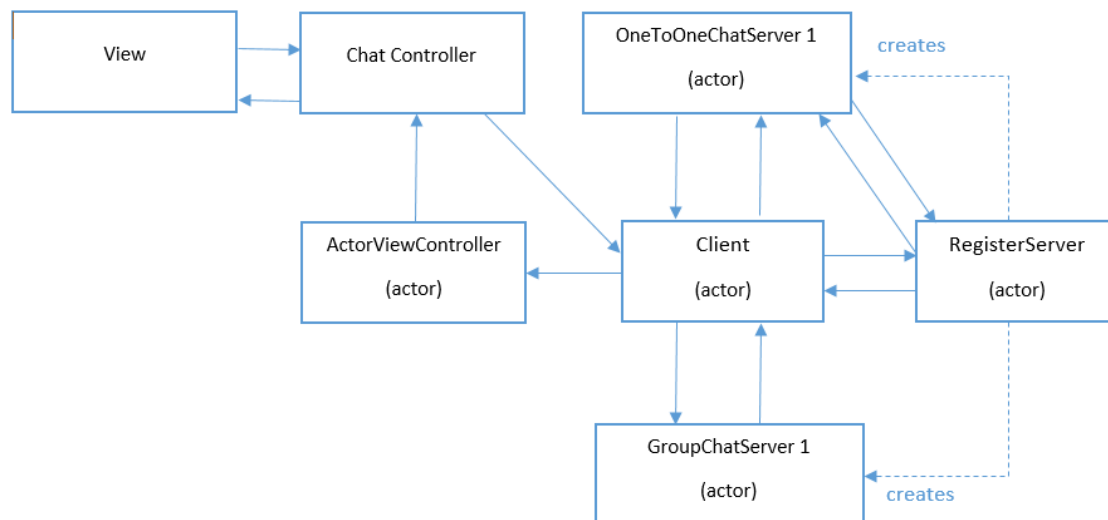 View
Chat Controller
OneToOneChatServer 1
(actor)
creates
ActorViewController
(actor)
Client
(actor)
RegisterServer
(actor)
GroupChatServer 1
(actor)
creates